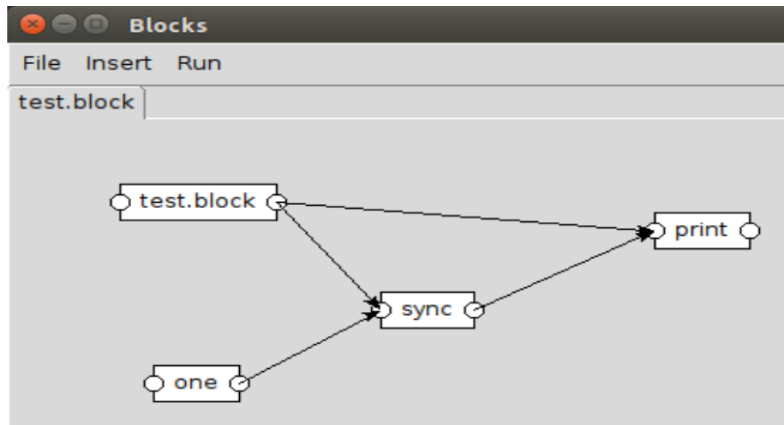 Blocks
File Insert Run
test.block
test.block
print
sync
one